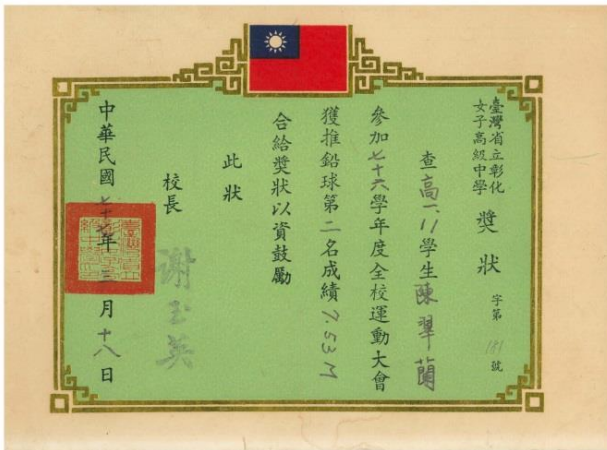 臺灣省立彰化
女子高級中學
獎狀
字第181號
查高一11學生陳翠蘭
參加七十六學年度全校運動大會
獲推鉛球第二名成績7.53M
合給獎狀以資鼓勵
此狀
校長
謝玉英
中華民國七十七年三月十八日